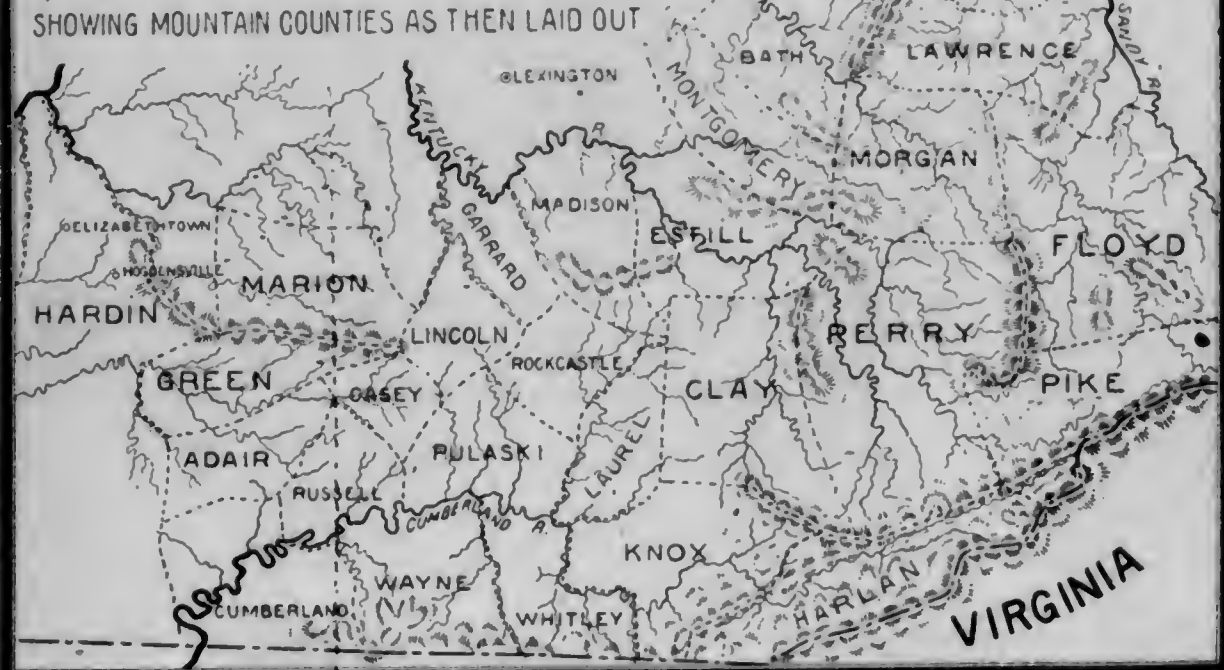 SHOWING MOUNTAIN COUNTIES AS THEN LAID OUT
SANDY R.
BATH
LAWRENCE
LEXINGTON
MONTGOMERY
KENTUCKY R.
MORGAN
GARRARD
MADISON
ELIZABETHTOWN
ESTILL
FLOYD
HOGDENSVILLE
MARION
HARDIN
LINCOLN
PERRY
ROCKCASTLE
GREEN
CASEY
CLAY
PIKE
ADAIR
PULASKI
LAUREL
RUSSELL
CUMBERLAND R.
KNOX
WAYNE
HARLAN
CUMBERLAND
WHITLEY
VIRGINIA